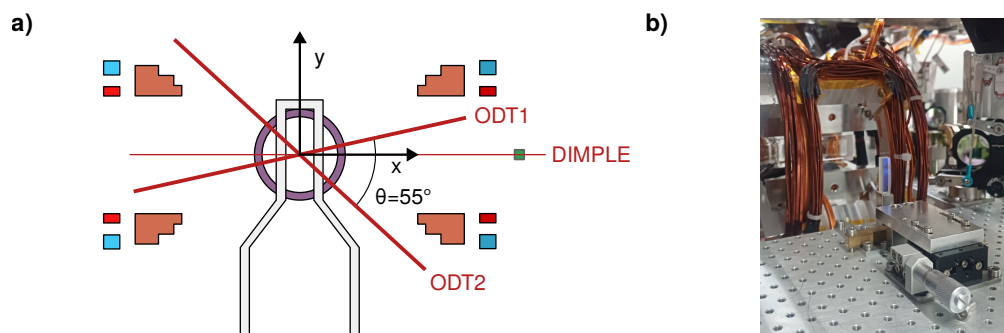 a)
b)
y
ODT1
x
DIMPLE
θ=55°
ODT2